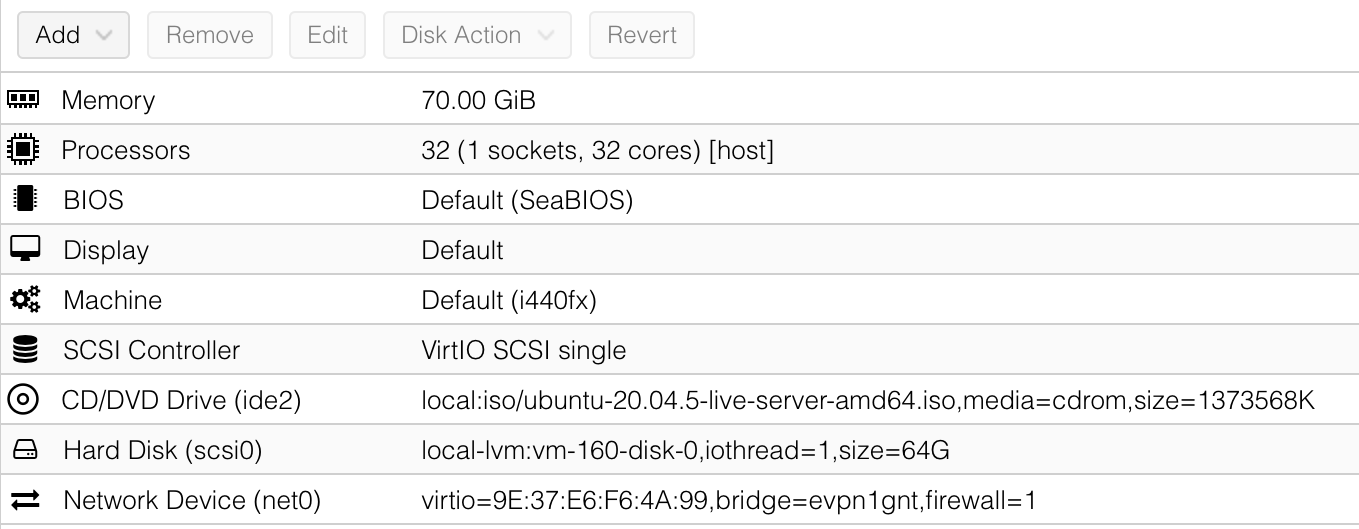 Add Remove Edit Disk Action Revert
Memory 70.00 GiB
Processors 32 (1 sockets, 32 cores) [host]
BIOS Default (SeaBIOS)
Display Default
Machine Default (i440fx)
SCSI Controller VirtIO SCSI single
CD/DVD Drive (ide2) local:iso/ubuntu-20.04.5-live-server-amd64.iso,media=cdrom,size=1373568K
Hard Disk (scsi0) local-lvm:vm-160-disk-0,iothread=1,size=64G
Network Device (net0) virtio=9E:37:E6:F6:4A:99,bridge=evpn1gnt,firewall=1